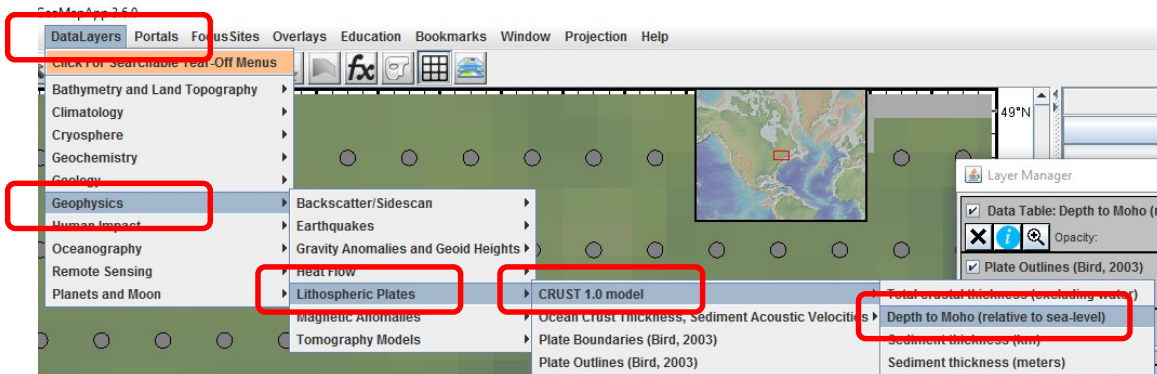 GeoMapApp 3.6.0
DataLayers Portals FocusSites Overlays Education Bookmarks Window Projection Help
Click For Searchable Tear-Off Menus
fx
Bathymetry and Land Topography
Climatology
Cryosphere
Geochemistry
Geology
Geophysics
Human Impact
Oceanography
Remote Sensing
Planets and Moon
Backscatter/Sidescan
Earthquakes
Gravity Anomalies and Geoid Heights
Heat Flow
Lithospheric Plates
Magnetic Anomalies
Tomography Models
CRUST 1.0 model
Ocean Crust Thickness, Sediment Acoustic Velocities
Plate Boundaries (Bird, 2003)
Plate Outlines (Bird, 2003)
Total crustal thickness (excluding water)
Depth to Moho (relative to sea-level)
Sediment thickness (km)
Sediment thickness (meters)
49°N
Layer Manager
Data Table: Depth to Moho (r
Opacity:
Plate Outlines (Bird, 2003)